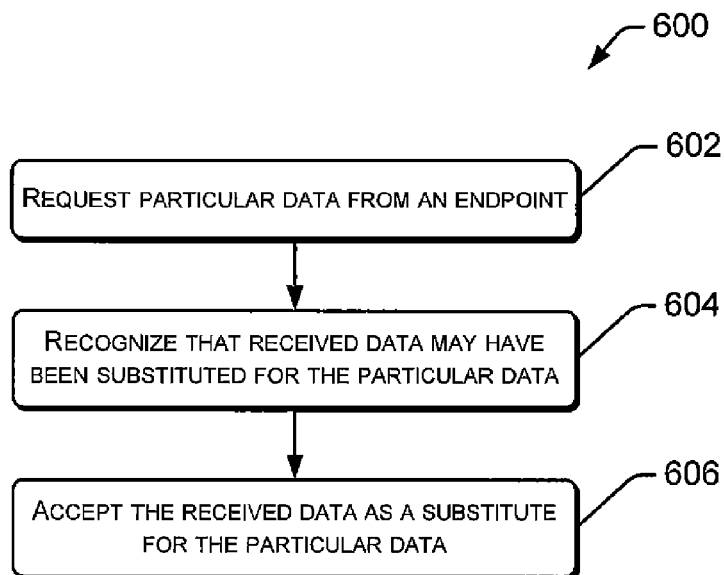 600
602
REQUEST PARTICULAR DATA FROM AN ENDPOINT
604
RECOGNIZE THAT RECEIVED DATA MAY HAVE
BEEN SUBSTITUTED FOR THE PARTICULAR DATA
606
ACCEPT THE RECEIVED DATA AS A SUBSTITUTE
FOR THE PARTICULAR DATA